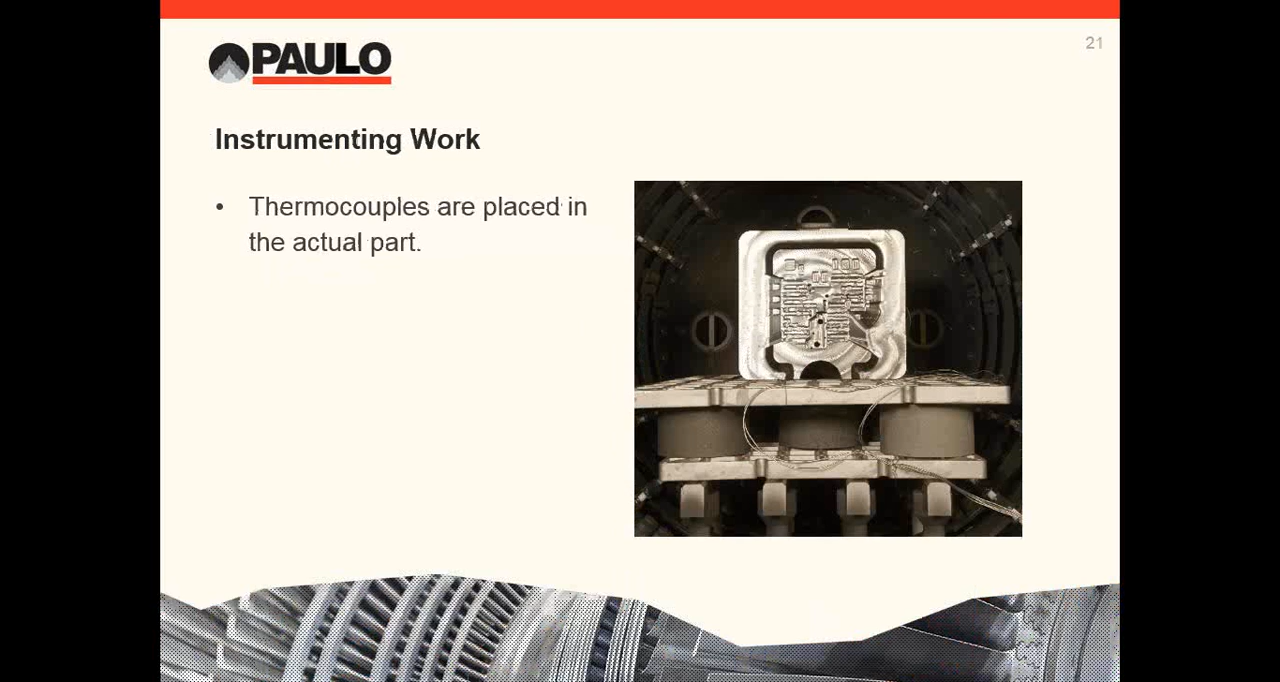 21
PAULO
Instrumenting Work
• Thermocouples are placed in
the actual part.